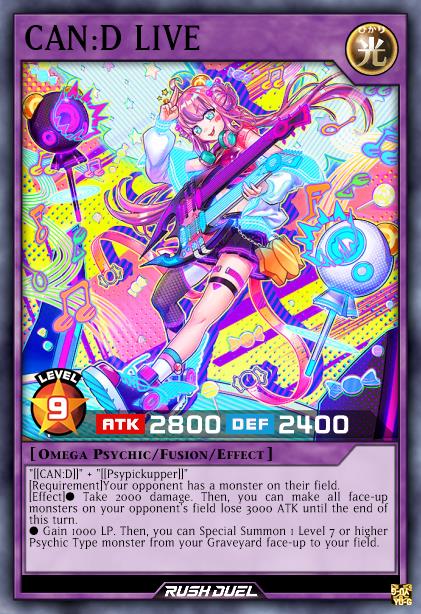 CAN:D LIVE
ひかり
光
LEVEL
9
ATK 2800 DEF 2400
[ OMEGA PSYCHIC/FUSION/EFFECT ]
"[[CAN:D]]" + "[[Psypickupper]]"
[Requirement]Your opponent has a monster on their field.
[Effect]● Take 2000 damage. Then, you can make all face-up
monsters on your opponent's field lose 3000 ATK until the end of
this turn.
● Gain 1000 LP. Then, you can Special Summon 1 Level 7 or higher
Psychic Type monster from your Graveyard face-up to your field.
RUSH DUEL